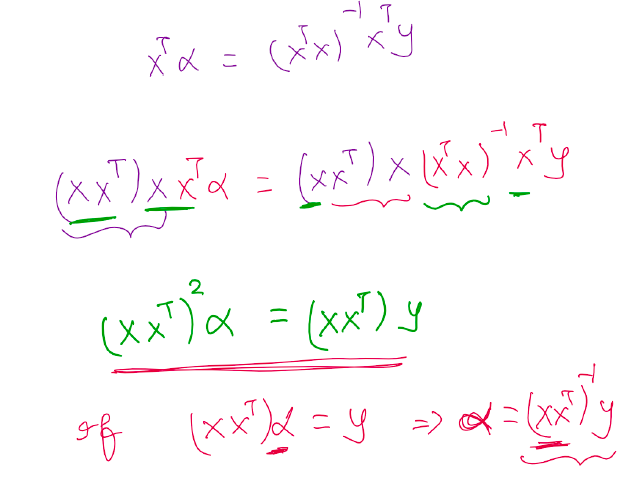 x^T α = (x^T x)^{-1} x^T y
(x x^T) x x^T α = (x x^T) x (x^T x)^{-1} x^T y
(x x^T)^2 α = (x x^T) y
If (x x^T) α = y ⇒ α = (x x^T)^{-1} y